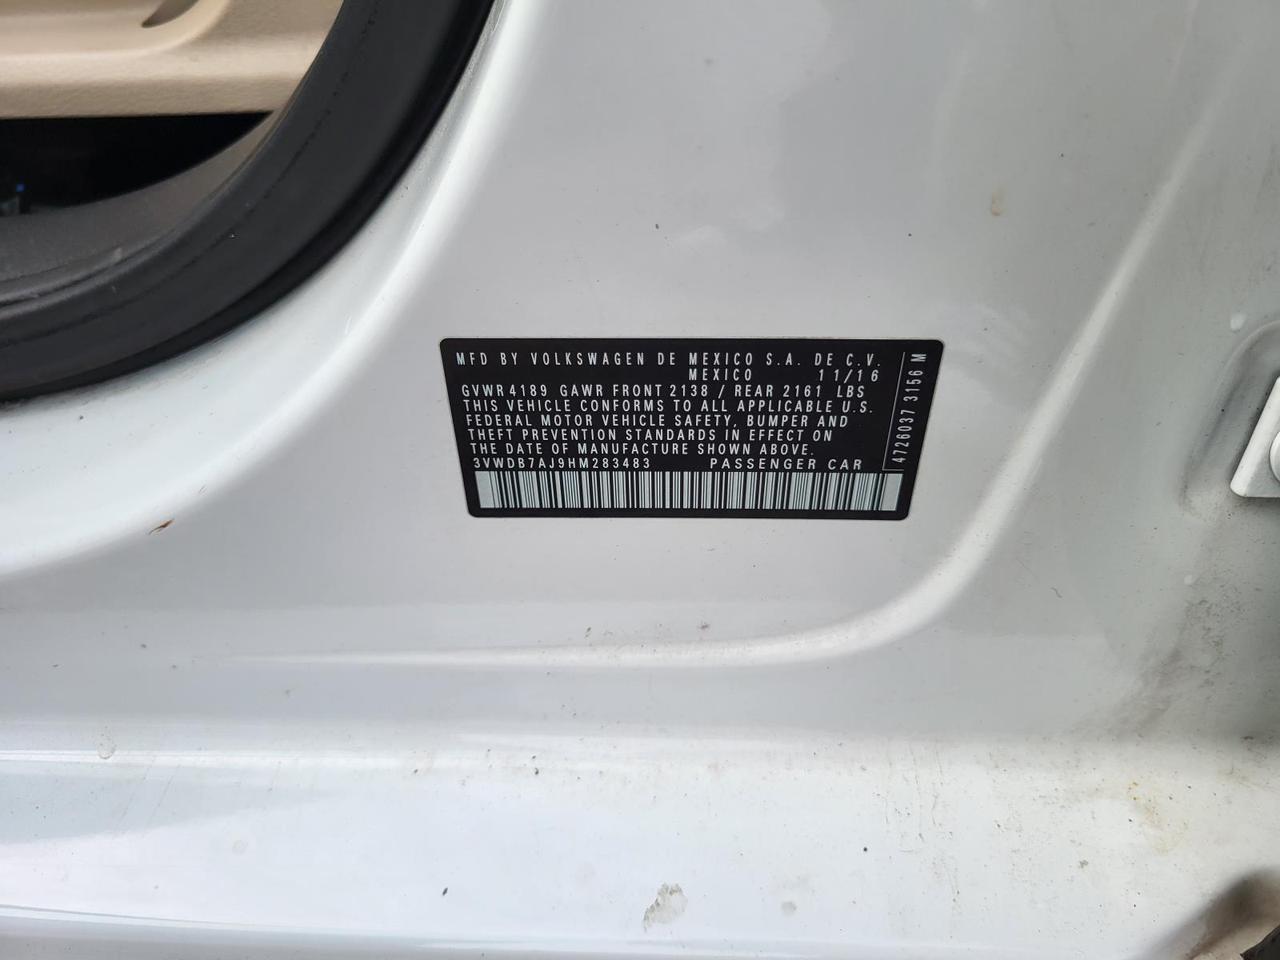 MFD BY VOLKSWAGEN DE MEXICO S.A. DE C.V.
MEXICO 11/16
GVWR 4189 GAWR FRONT 2138 / REAR 2161 LBS
THIS VEHICLE CONFORMS TO ALL APPLICABLE U.S.
FEDERAL MOTOR VEHICLE SAFETY, BUMPER AND
THEFT PREVENTION STANDARDS IN EFFECT ON
THE DATE OF MANUFACTURE SHOWN ABOVE.
3VWDB7AJ9HM283483 PASSENGER CAR
4726037 3156 M